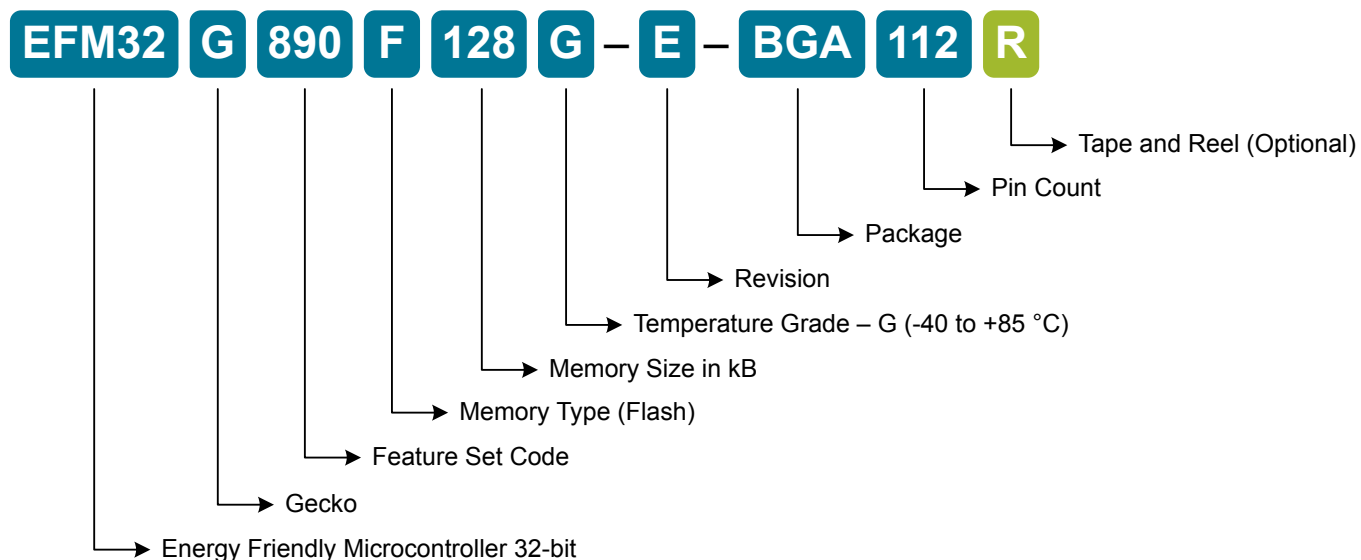 EFM32 G 890 F 128 G – E – BGA 112 R
Tape and Reel (Optional)
Pin Count
Package
Revision
Temperature Grade – G (-40 to +85 °C)
Memory Size in kB
Memory Type (Flash)
Feature Set Code
Gecko
Energy Friendly Microcontroller 32-bit